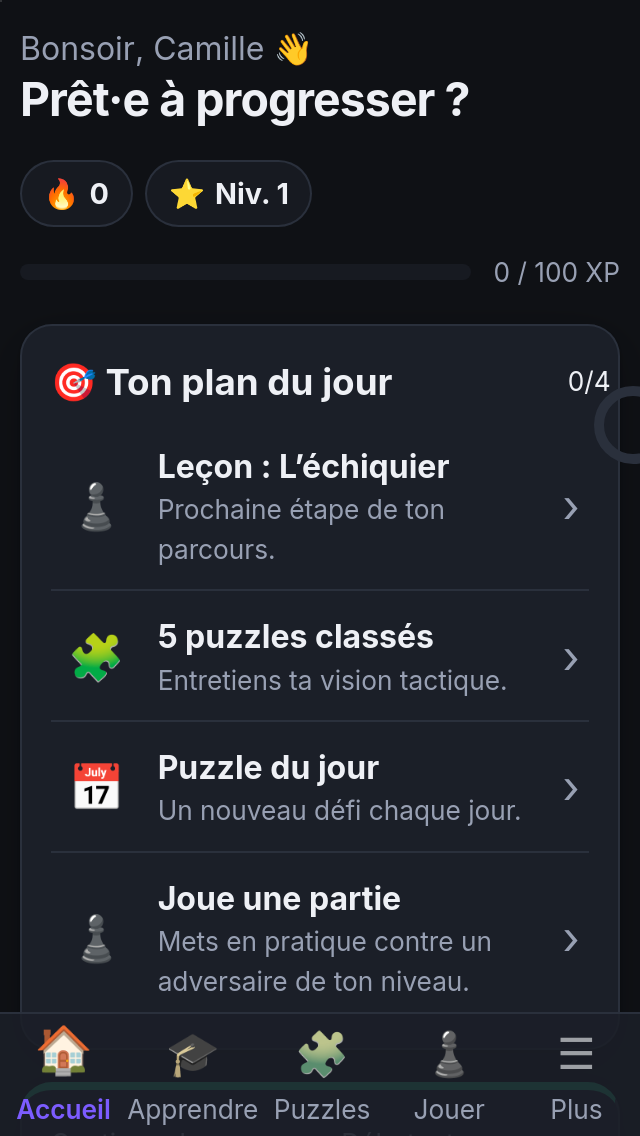 Bonsoir, Camille 👋
Prêt·e à progresser ?
🔥 0 ⭐ Niv. 1
0 / 100 XP
🎯 Ton plan du jour 0/4
Leçon : L’échiquier
Prochaine étape de ton
parcours.
5 puzzles classés
Entretiens ta vision tactique.
July
17
Puzzle du jour
Un nouveau défi chaque jour.
Joue une partie
Mets en pratique contre un
adversaire de ton niveau.
Accueil Apprendre Puzzles Jouer Plus